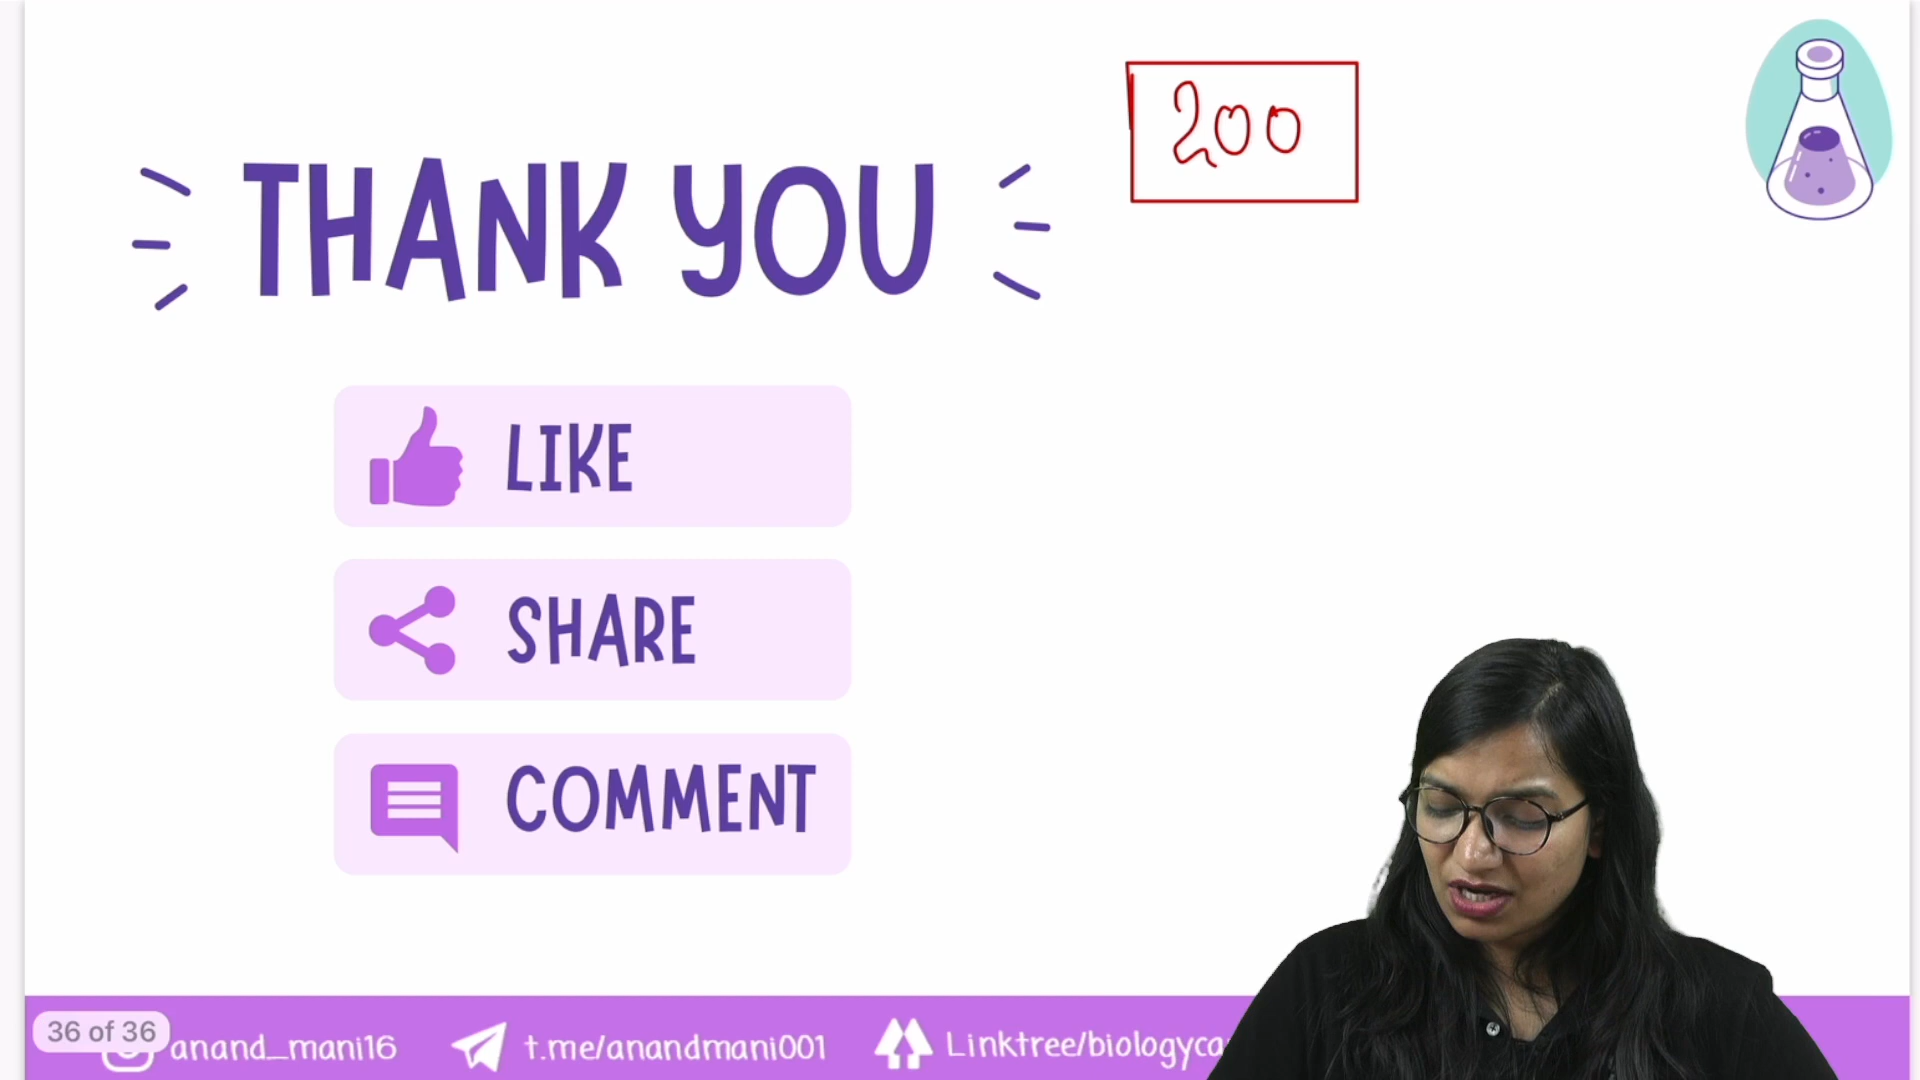 200
THANK YOU
LIKE
SHARE
COMMENT
36 of 36
anand_mani16
t.me/anandmani001
Linktree/biologyca